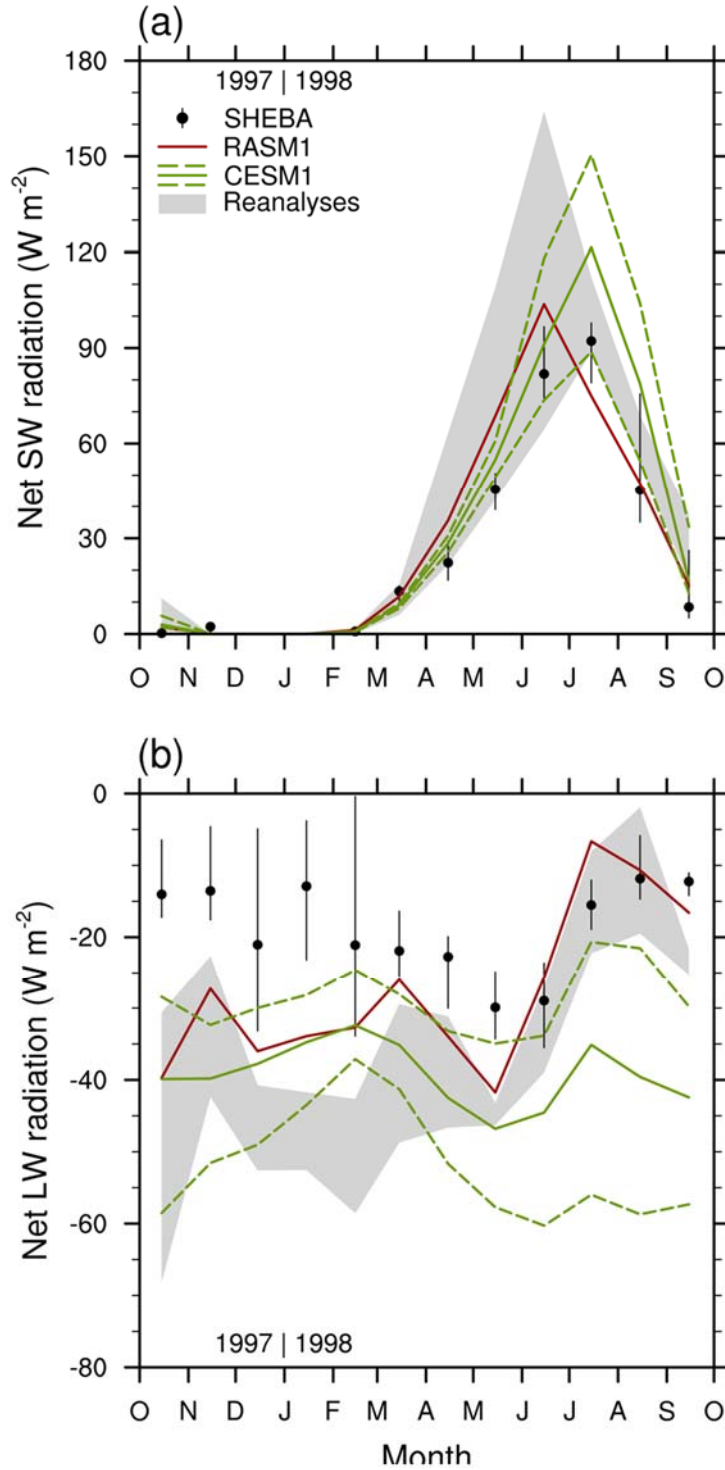 (a)
180
150
120
90
60
30
0
Net SW radiation (W m-2)
1997 | 1998
SHEBA
RASM1
CESM1
Reanalyses
O N D J F M A M J J A S O
(b)
0
-20
-40
-60
-80
Net LW radiation (W m-2)
1997 | 1998
O N D J F M A M J J A S O
Month